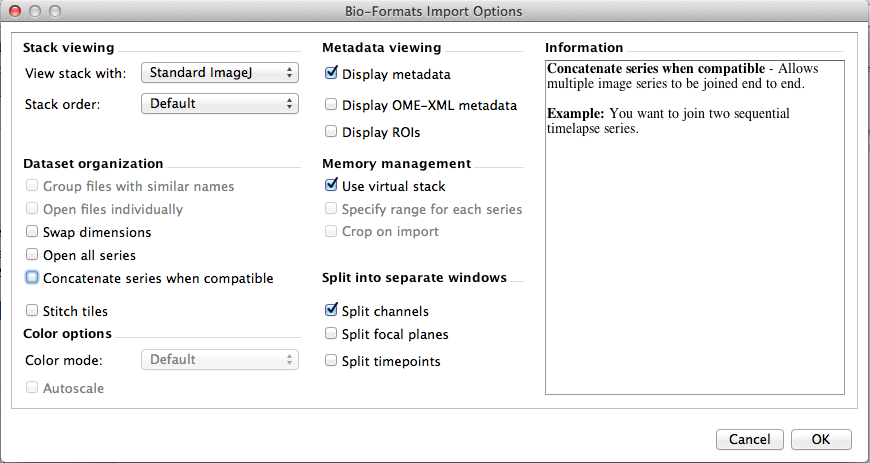 Bio-Formats Import Options
Stack viewing
View stack with: Standard ImageJ
Stack order: Default
Dataset organization
Group files with similar names
Open files individually
Swap dimensions
Open all series
Concatenate series when compatible
Stitch tiles
Color options
Color mode: Default
Autoscale
Metadata viewing
Display metadata
Display OME-XML metadata
Display ROIs
Memory management
Use virtual stack
Specify range for each series
Crop on import
Split into separate windows
Split channels
Split focal planes
Split timepoints
Information
Concatenate series when compatible - Allows
multiple image series to be joined end to end.
Example: You want to join two sequential
timelapse series.
Cancel
OK